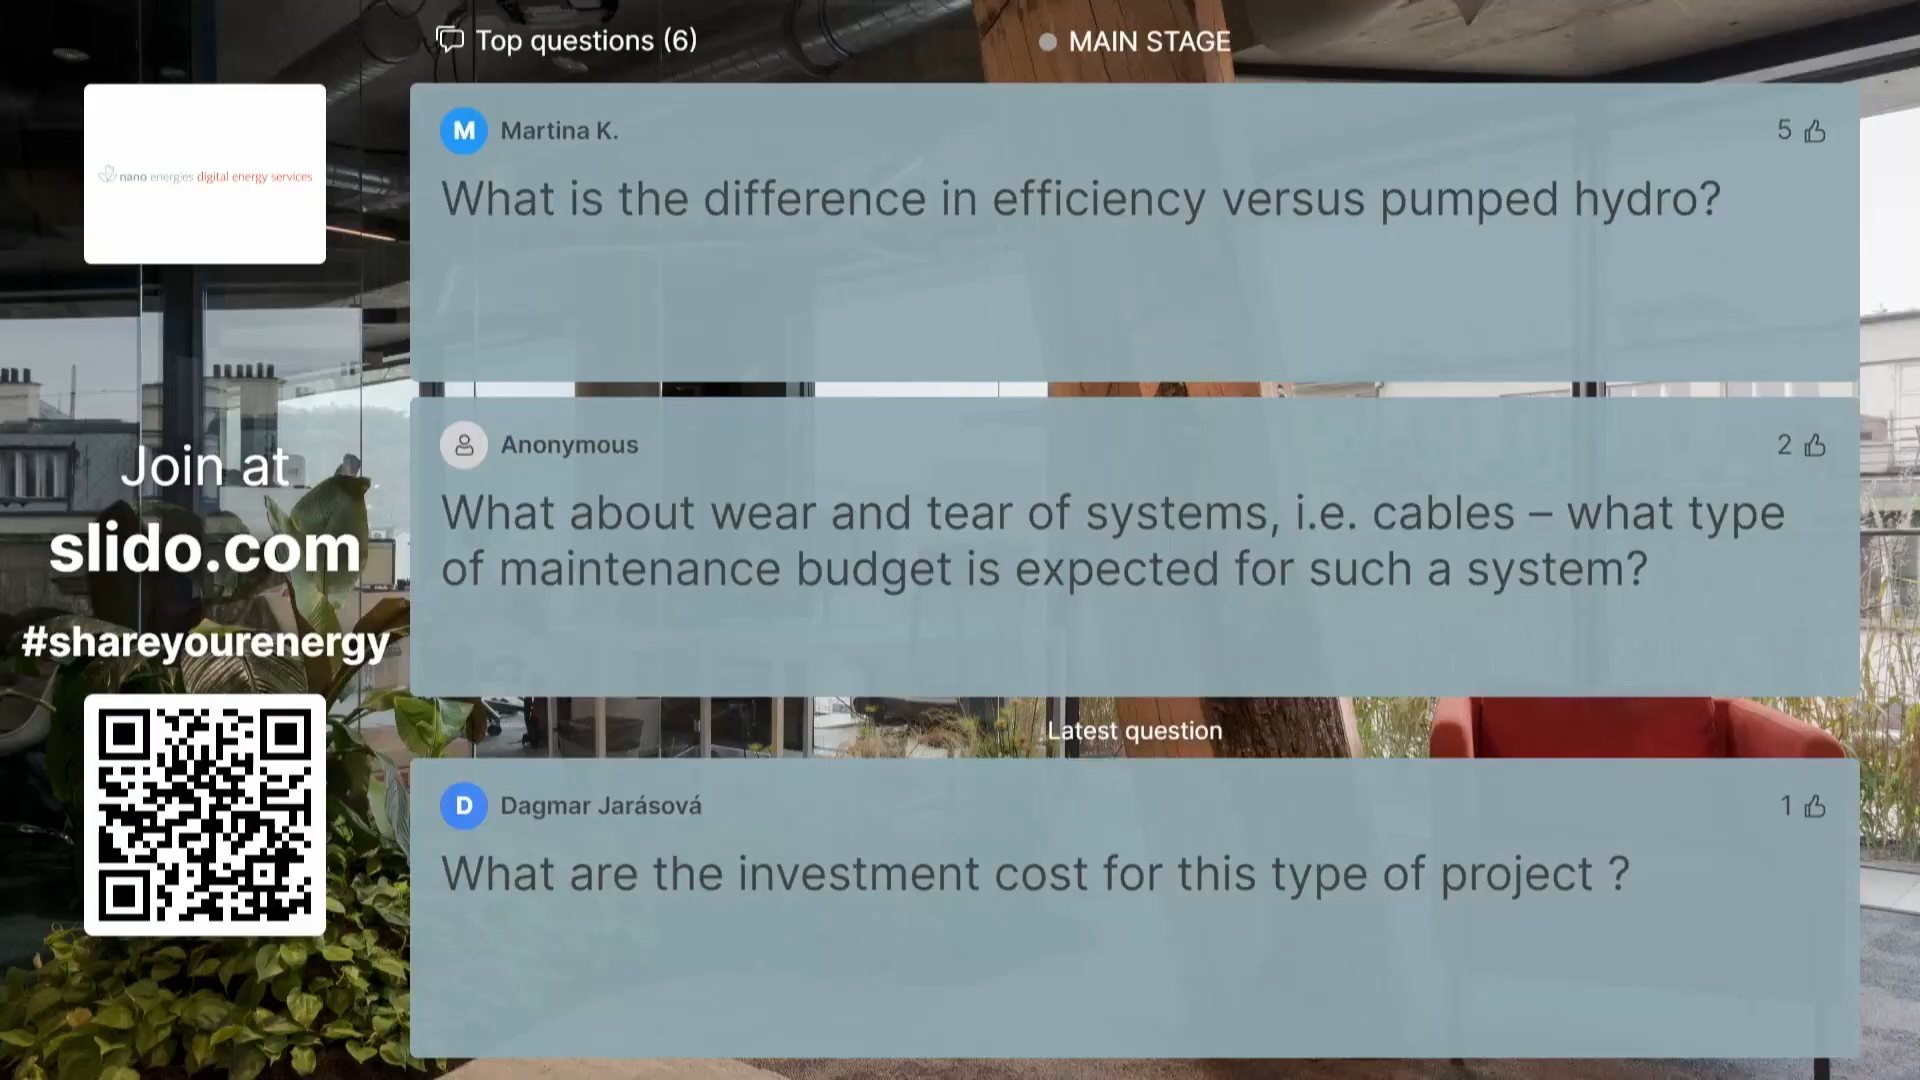 Top questions (6)
MAIN STAGE
nano energies digital energy services
Join at
slido.com
#shareyourenergy
M Martina K.
5
What is the difference in efficiency versus pumped hydro?
Anonymous
2
What about wear and tear of systems, i.e. cables – what type
of maintenance budget is expected for such a system?
Latest question
D Dagmar Jarásová
1
What are the investment cost for this type of project ?